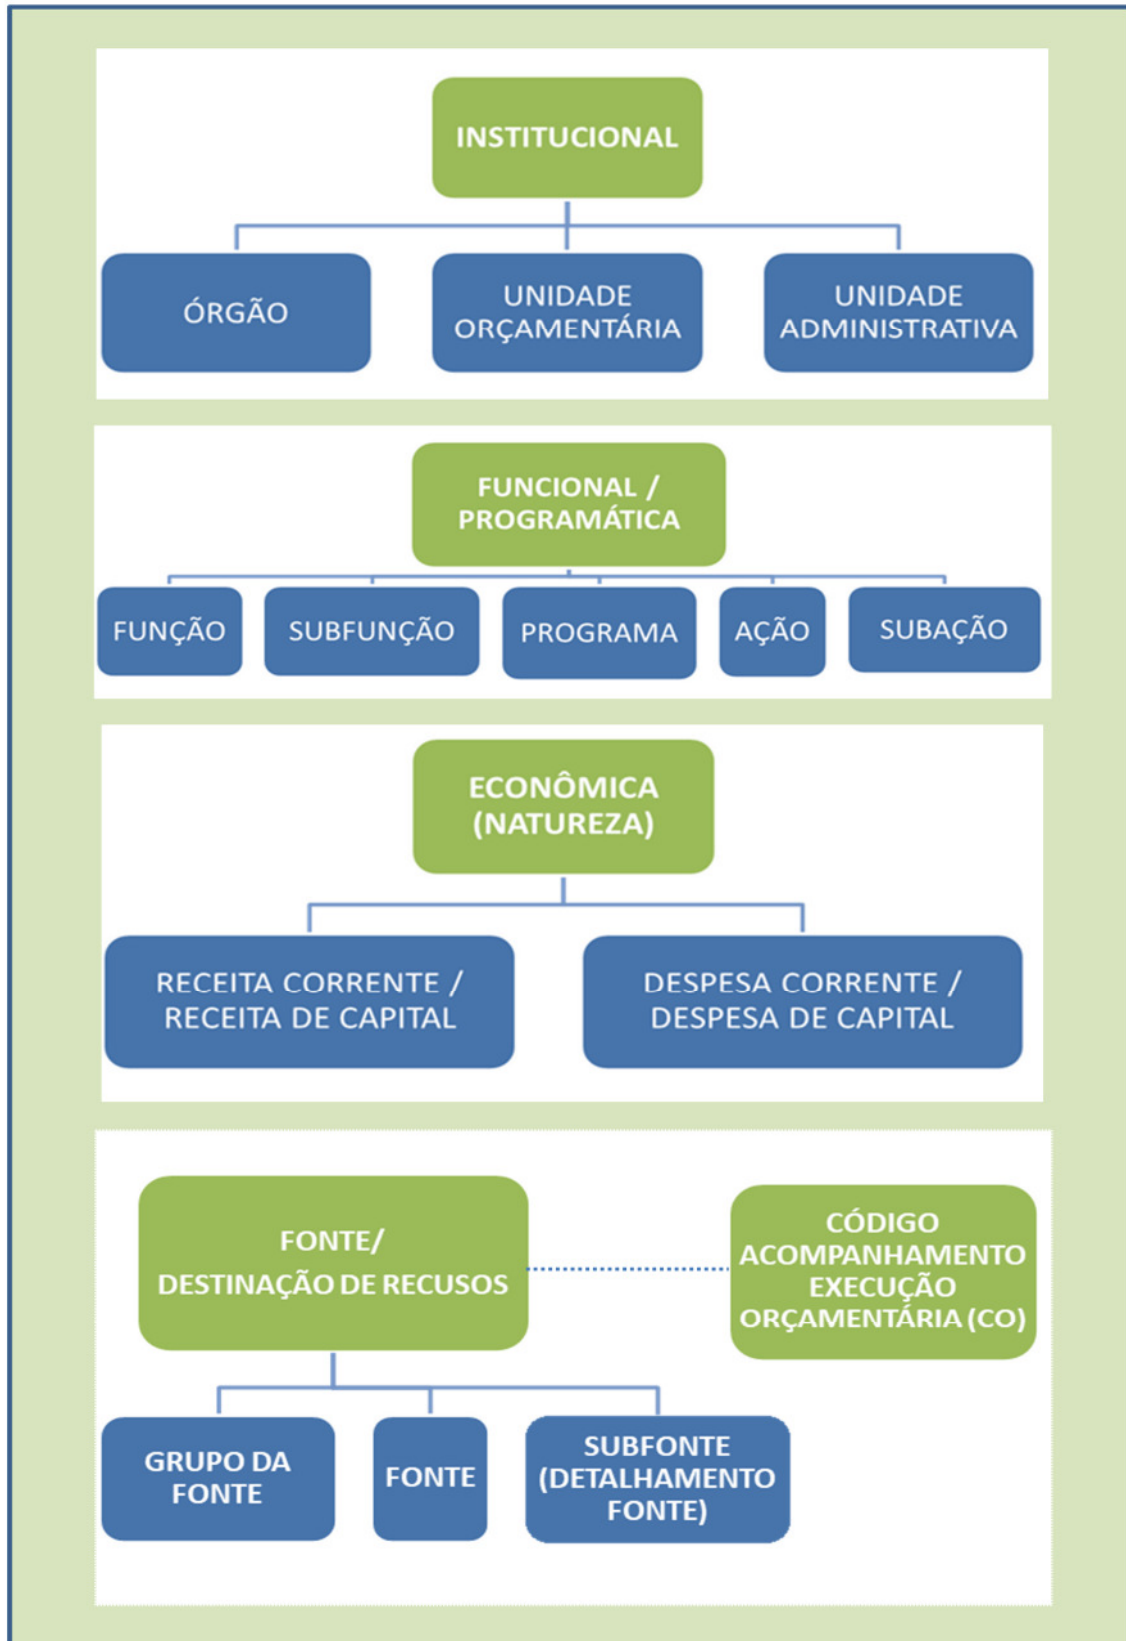 INSTITUCIONAL
ÓRGÃO
UNIDADE
ORÇAMENTÁRIA
UNIDADE
ADMINISTRATIVA
FUNCIONAL /
PROGRAMÁTICA
FUNÇÃO
SUBFUNÇÃO
PROGRAMA
AÇÃO
SUBAÇÃO
ECONÔMICA
(NATUREZA)
RECEITA CORRENTE /
RECEITA DE CAPITAL
DESPESA CORRENTE /
DESPESA DE CAPITAL
FONTE/
DESTINAÇÃO DE RECUSOS
CÓDIGO
ACOMPANHAMENTO
EXECUÇÃO
ORÇAMENTÁRIA (CO)
GRUPO DA
FONTE
FONTE
SUBFONTE
(DETALHAMENTO
FONTE)